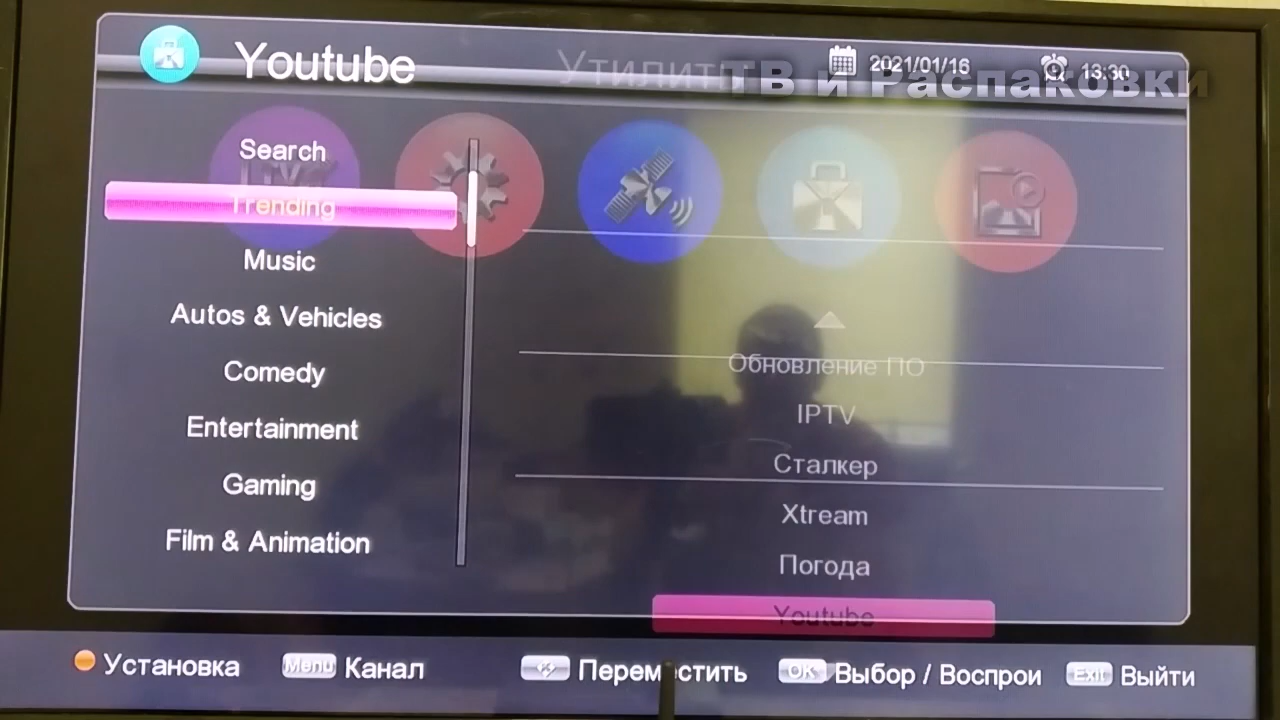 Youtube
Утилиты
2021/01/16
13:30
ТВ и Распаковки
Search
Trending
Music
Autos & Vehicles
Comedy
Entertainment
Gaming
Film & Animation
Обновление ПО
IPTV
Сталкер
Xtream
Погода
Youtube
Установка
Menu Канал
Переместить
OK Выбор / Воспрои
Exit Выйти